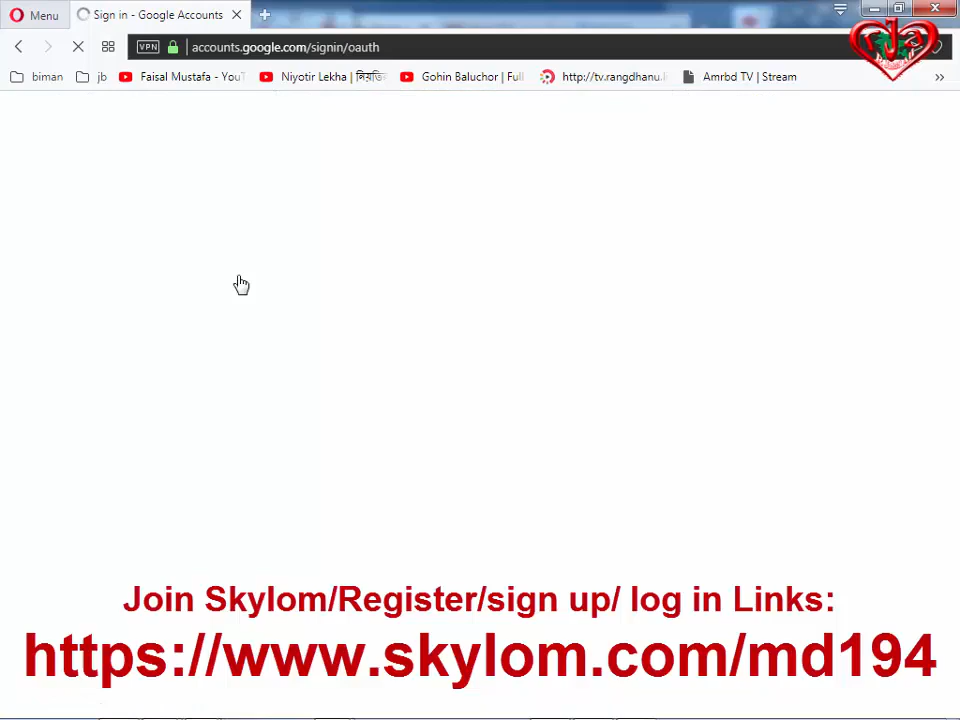 Menu
Sign in - Google Accounts
VPN
accounts.google.com/signin/oauth
biman
jb
Faisal Mustafa - YouT
Niyotir Lekha |
Gohin Baluchor | Full
http://tv.rangdhanu.li
Amrbd TV | Stream
Join Skylom/Register/sign up/ log in Links:
https://www.skylom.com/md194